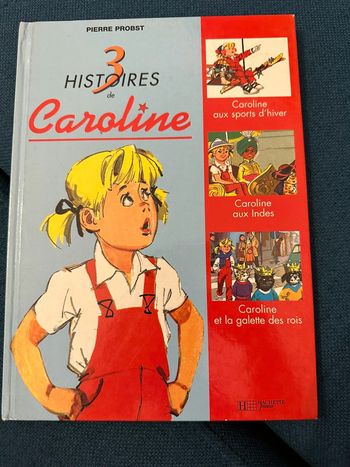 PIERRE PROBST
3
HISTOIRES
de
Caroline
Caroline
aux sports d'hiver
Caroline
aux Indes
Caroline
et la galette des rois
H HACHETTE
Jeunesse